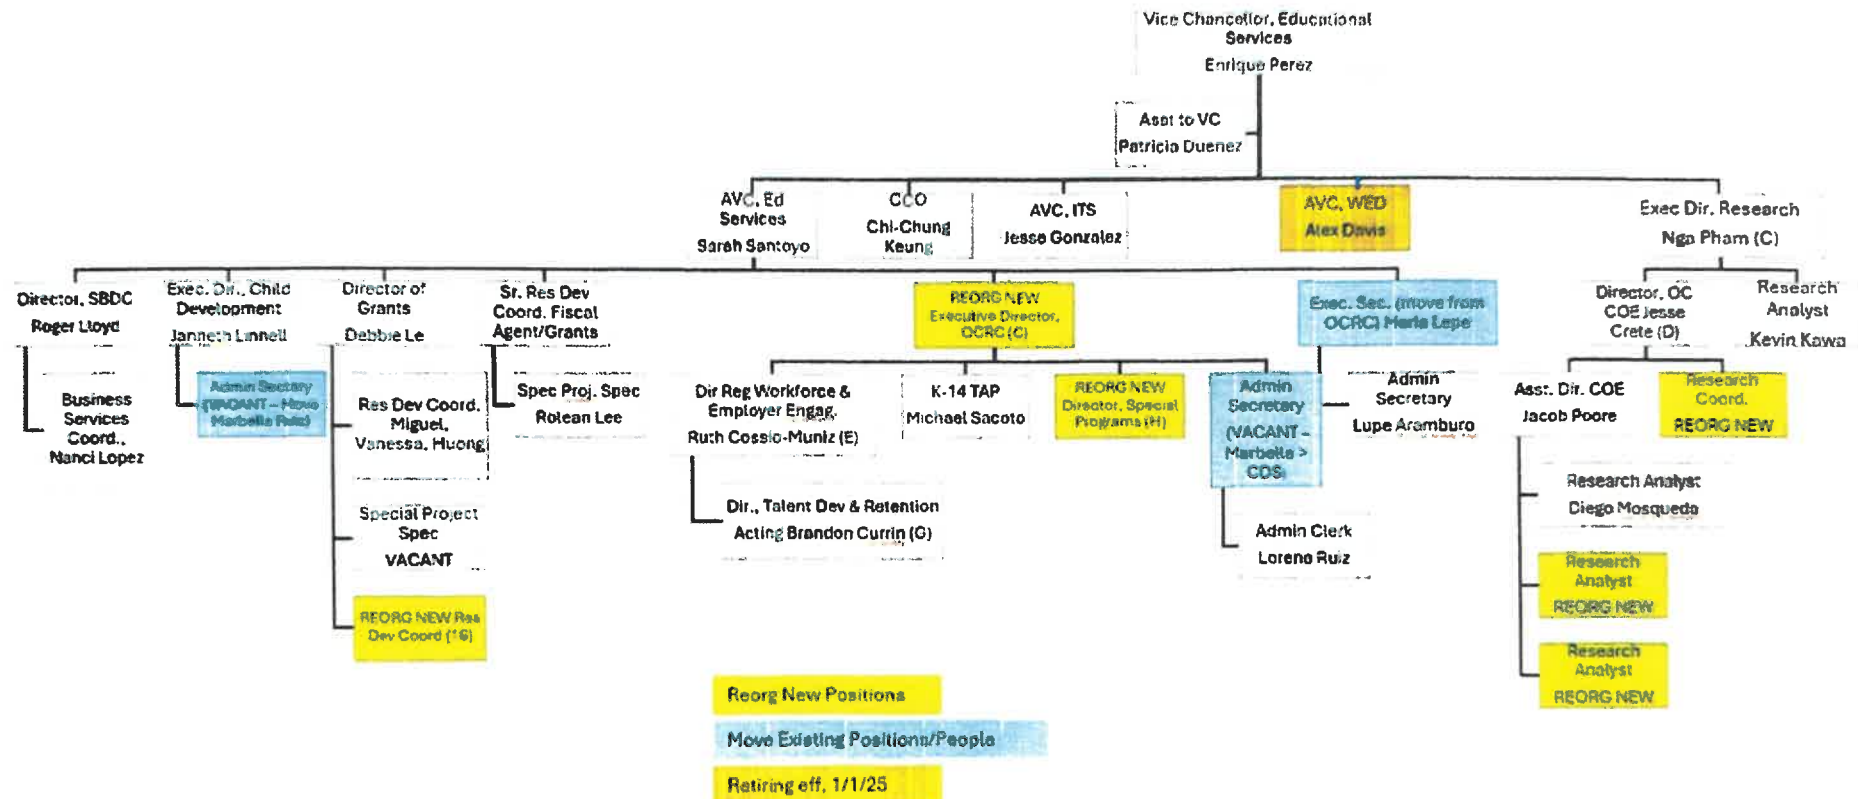 Vice Chancellor, Educational
Services
Enrique Perez
Asst to VC
Patricia Duenez
AVC, Ed
Services
Sarah Santoyo
CCO
Chi-Chung
Keung
AVC, ITS
Jesse Gonzalez
AVC, WED
Alex Davis
Exec Dir. Research
Nga Pham (C)
Director, SBDC
Roger Lloyd
Exec. Dir., Child
Development
Janneth Linnell
Director of
Grants
Debbie Le
Sr. Res Dev
Coord. Fiscal
Agent/Grants
REORG NEW
Executive Director,
OCRC (C)
Exec. Sec. (move from
OCRC) Maria Lepe
Director, OC
COE Jesse
Crete (D)
Research
Analyst
Kevin Kawa
Business
Services
Coord.,
Nanci Lopez
Admin Sectary
(VACANT – Move
Marbella Ruiz)
Res Dev Coord.
Miguel,
Vanessa, Huong
Spec Proj. Spec
Rolean Lee
Dir Reg Workforce &
Employer Engag.
Ruth Cossio-Muniz (E)
K-14 TAP
Michael Sacoto
REORG NEW
Director, Special
Programs (H)
Admin
Secretary
(VACANT –
Marbella >
CDS)
Admin
Secretary
Lupe Aramburo
Asst. Dir. COE
Jacob Poore
Research
Coord.
REORG NEW
Special Project
Spec
VACANT
Dir., Talent Dev & Retention
Acting Brandon Currin (G)
Admin Clerk
Lorena Ruiz
Research Analyst
Diego Mosqueda
REORG NEW Res
Dev Coord (16)
Research
Analyst
REORG NEW
Research
Analyst
REORG NEW
Reorg New Positions
Move Existing Positions/People
Retiring eff. 1/1/25